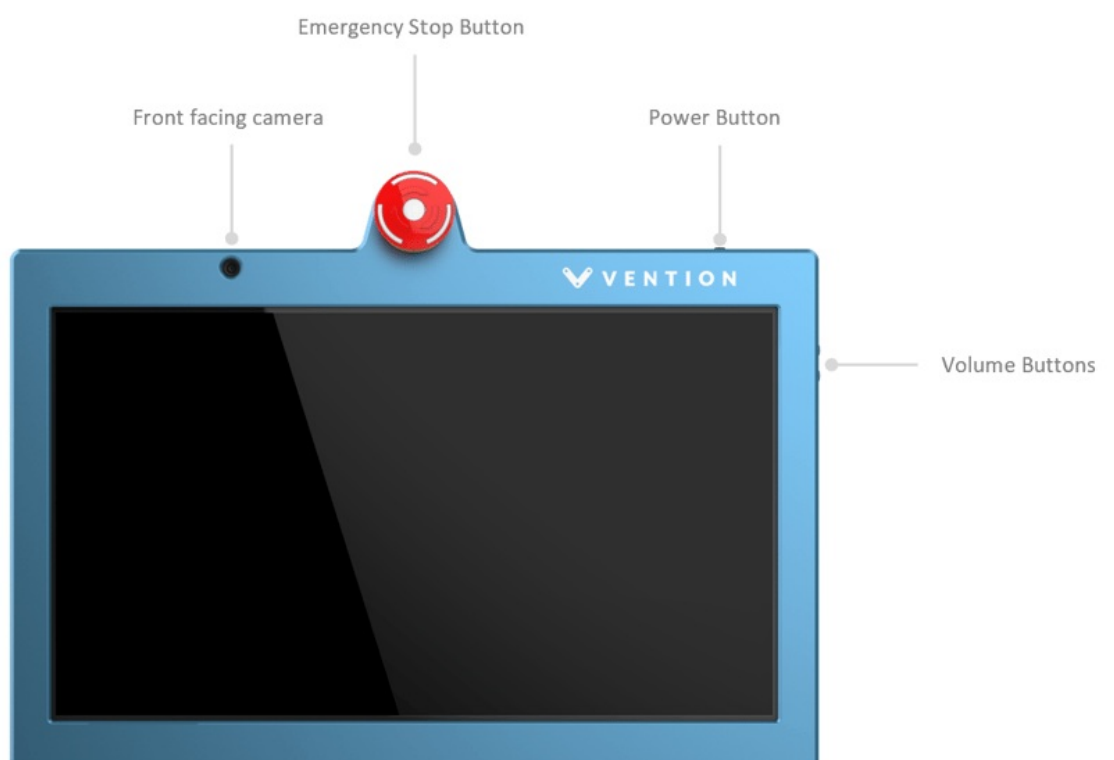 Emergency Stop Button
Front facing camera
Power Button
VENTION
Volume Buttons